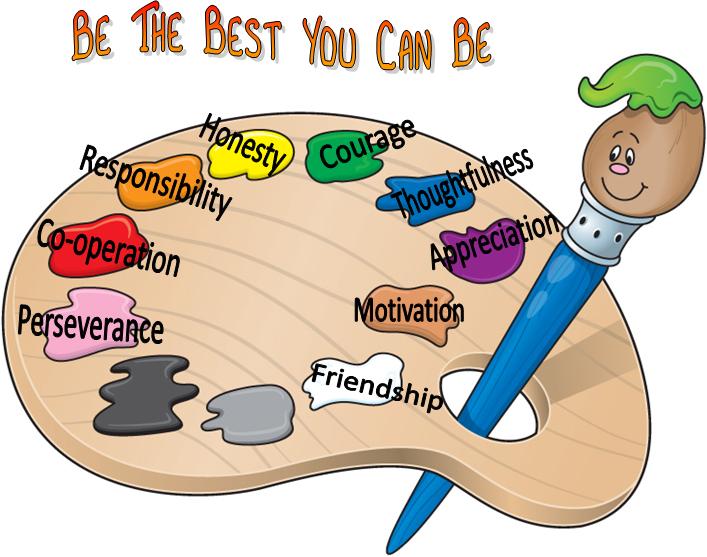 Be The Best You Can Be
Honesty
Courage
Responsibility
Thoughtfulness
Co-operation
Appreciation
Perseverance
Motivation
Friendship